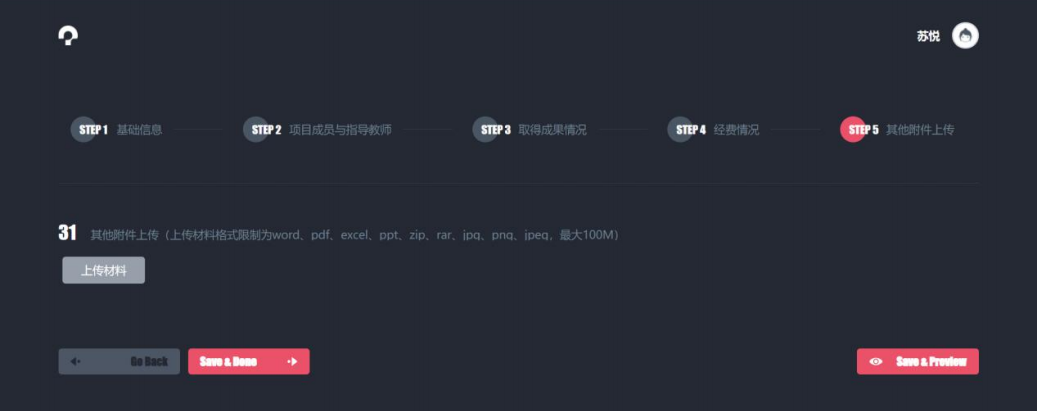 苏悦
STEP 1 基础信息
STEP 2 项目成员与指导教师
STEP 3 取得成果情况
STEP 4 经费情况
STEP 5 其他附件上传
31 其他附件上传（上传材料格式限制为word、pdf、excel、ppt、zip、rar、jpg、png、jpeg，最大100M）
上传材料
Go Back
Save & Done
Save & Preview